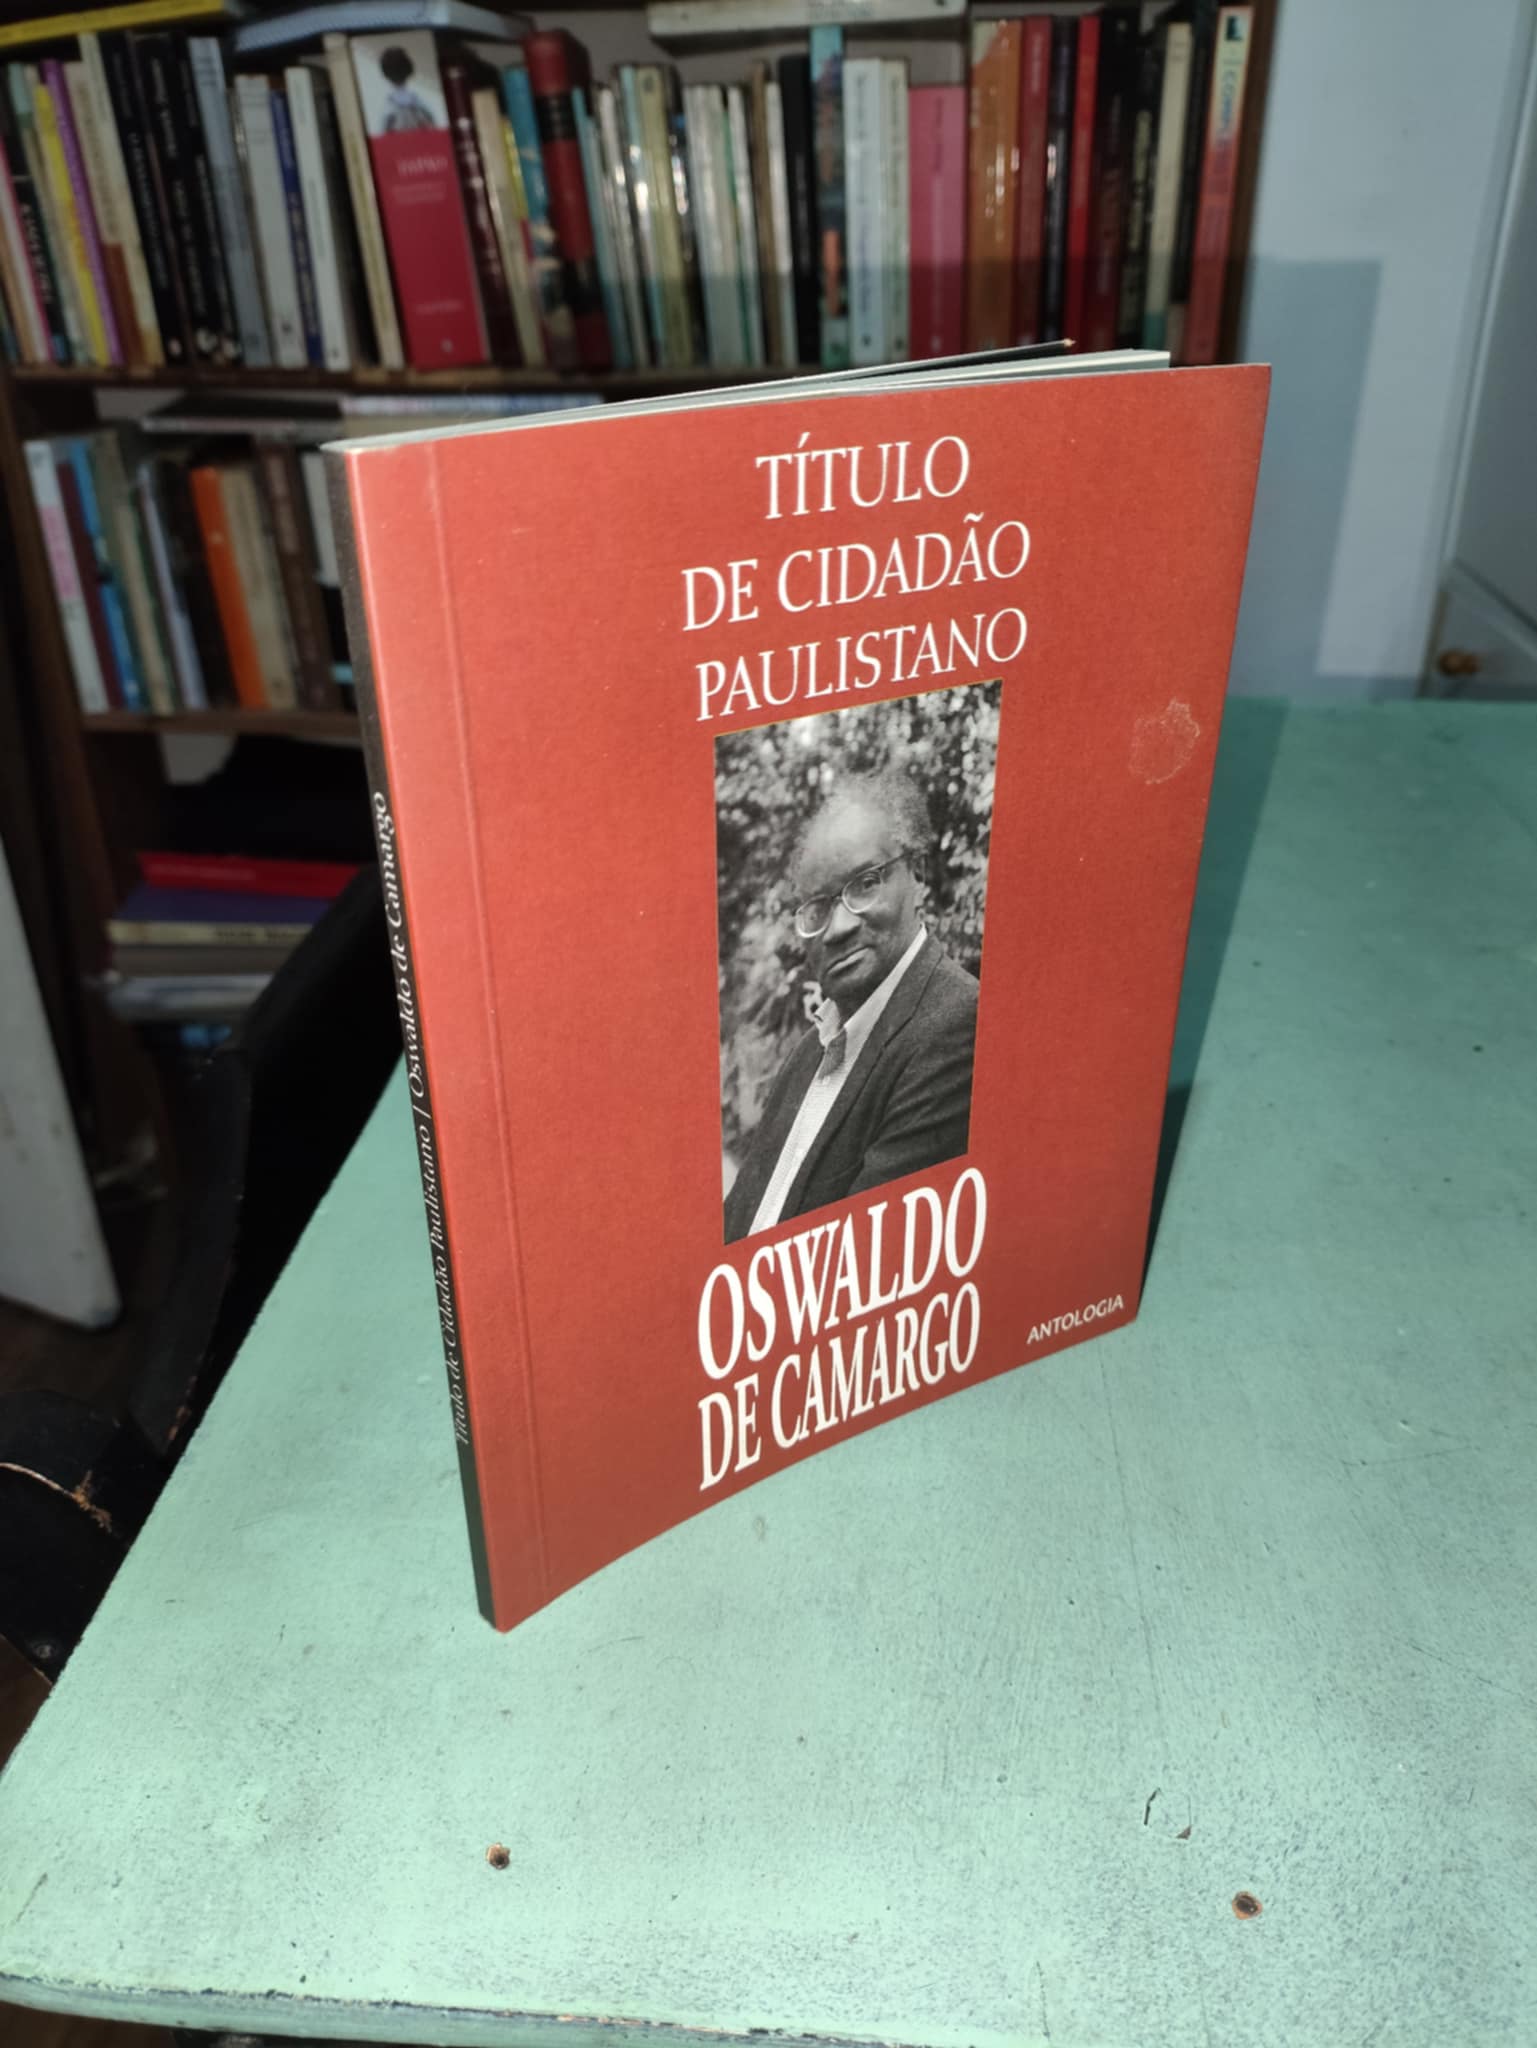 TÍTULO
DE CIDADÃO
PAULISTANO
OSWALDO
DE CAMARGO
ANTOLOGIA
Título de Cidadão Paulistano | Oswaldo de Camargo